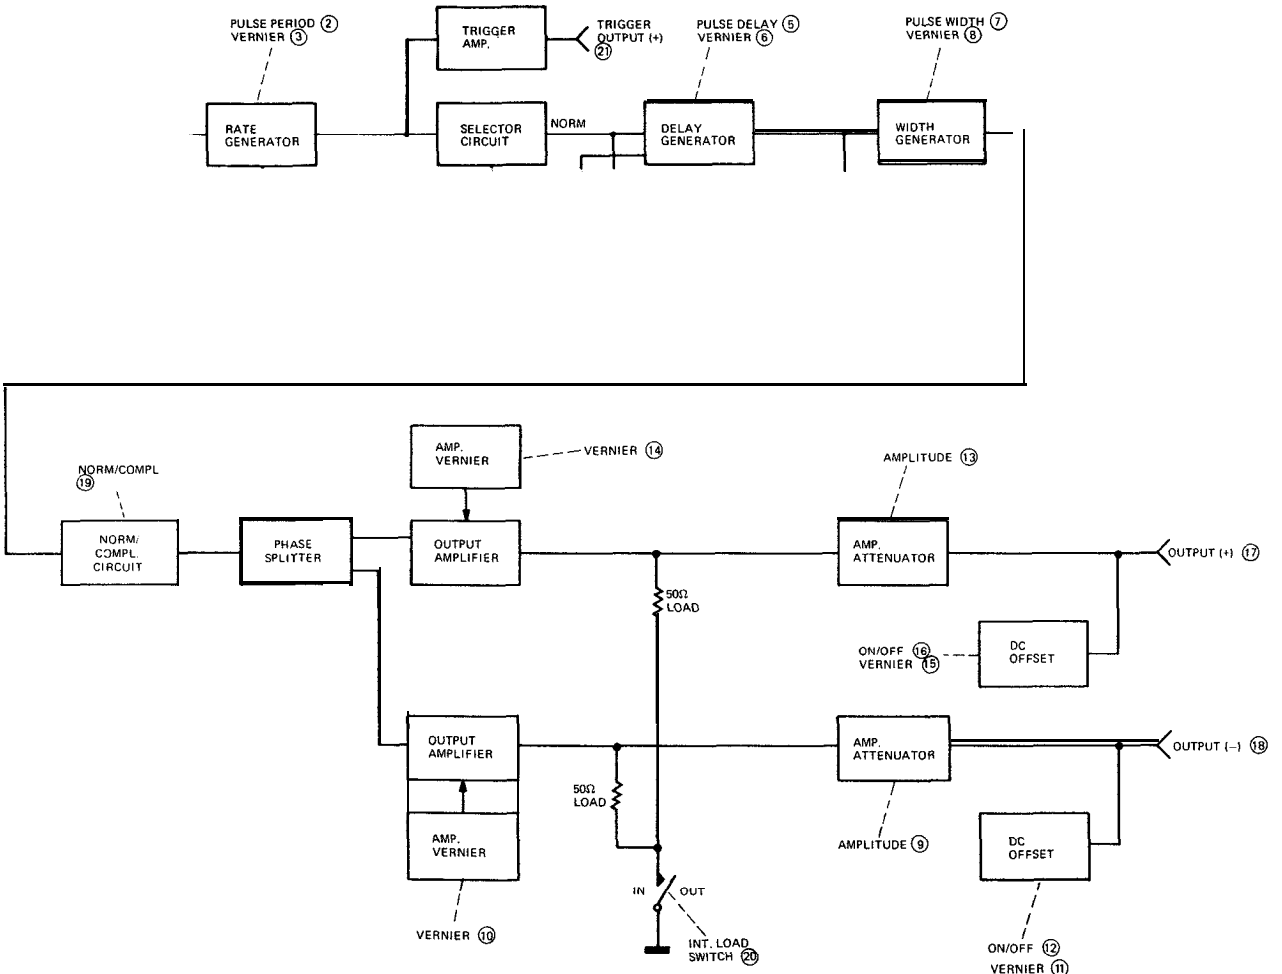 PULSE PERIOD ②
VERNIER ③
TRIGGER
AMP.
TRIGGER
OUTPUT (+)
㉑
PULSE DELAY ⑤
VERNIER ⑥
PULSE WIDTH ⑦
VERNIER ⑧
RATE
GENERATOR
SELECTOR
CIRCUIT
NORM
DELAY
GENERATOR
WIDTH
GENERATOR
AMP.
VERNIER
VERNIER ⑭
AMPLITUDE ⑬
NORM/COMPL
⑲
NORM/
COMPL.
CIRCUIT
PHASE
SPLITTER
OUTPUT
AMPLIFIER
AMP.
ATTENUATOR
OUTPUT (+) ⑰
50Ω
LOAD
ON/OFF ⑯
VERNIER ⑮
DC
OFFSET
OUTPUT
AMPLIFIER
AMP.
ATTENUATOR
OUTPUT (−) ⑱
50Ω
LOAD
AMP.
VERNIER
AMPLITUDE ⑨
DC
OFFSET
IN
OUT
VERNIER ⑩
INT. LOAD
SWITCH ⑳
ON/OFF ⑫
VERNIER ⑪